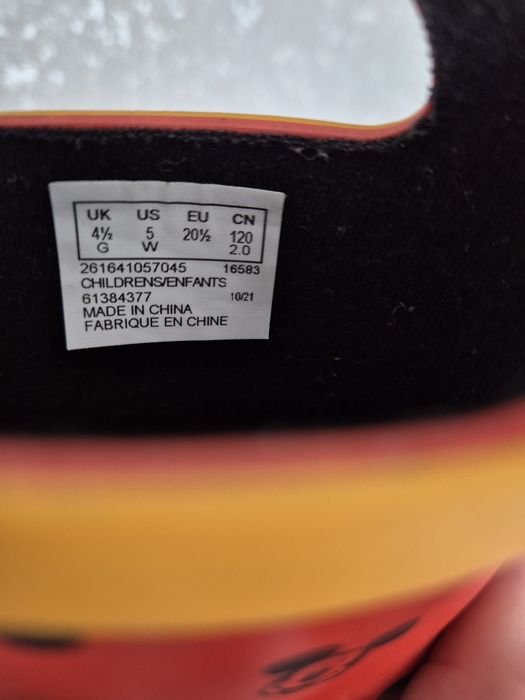 UK US EU CN
4½ 5 20½ 120
G W 2.0
261641057045 16583
CHILDRENS/ENFANTS
61384377 10/21
MADE IN CHINA
FABRIQUE EN CHINE